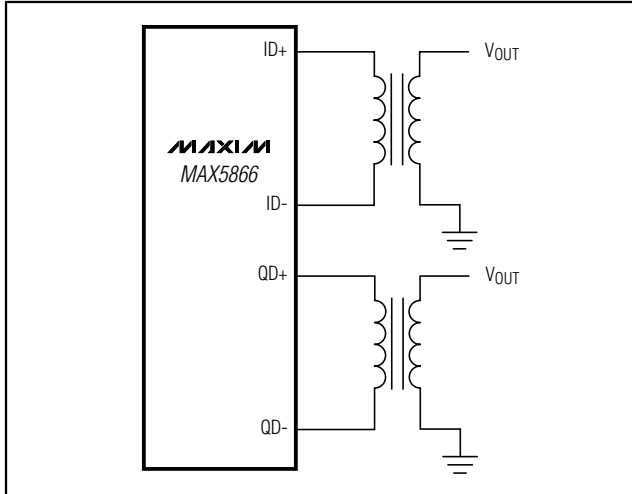 ID+
VOUT
MAXIM
MAX5866
ID-
QD+
VOUT
QD-